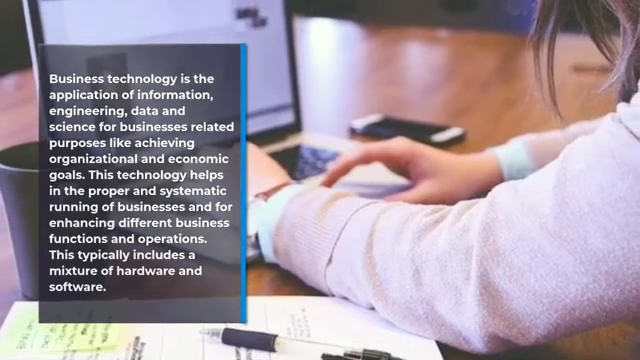 Business technology is the
application of information,
engineering, data and
science for businesses related
purposes like achieving
organizational and economic
goals. This technology helps
in the proper and systematic
running of businesses and for
enhancing different business
functions and operations.
This typically includes a
mixture of hardware and
software.